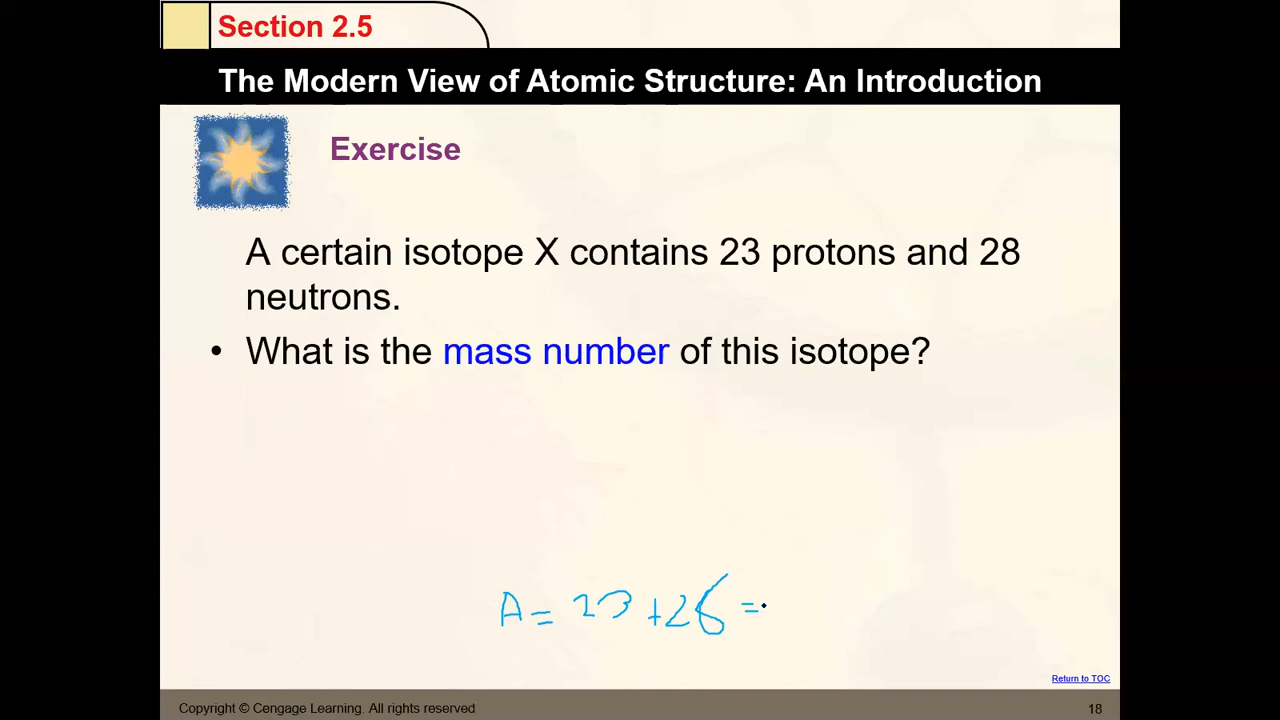 Section 2.5
The Modern View of Atomic Structure: An Introduction
Exercise
A certain isotope X contains 23 protons and 28
neutrons.
• What is the mass number of this isotope?
A = 23 + 28 =
Return to TOC
Copyright © Cengage Learning. All rights reserved
18